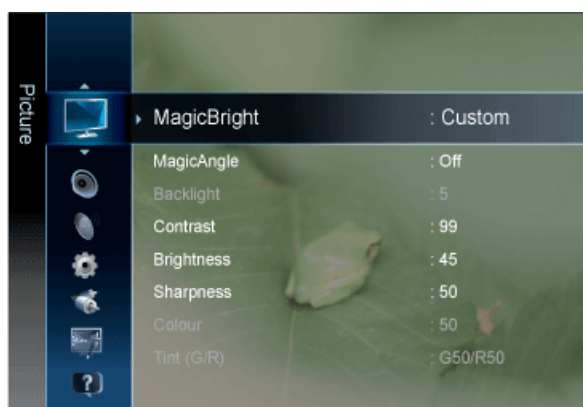 Picture
MagicBright : Custom
MagicAngle : Off
Backlight : 5
Contrast : 99
Brightness : 45
Sharpness : 50
Colour : 50
Tint (G/R) : G50/R50
?